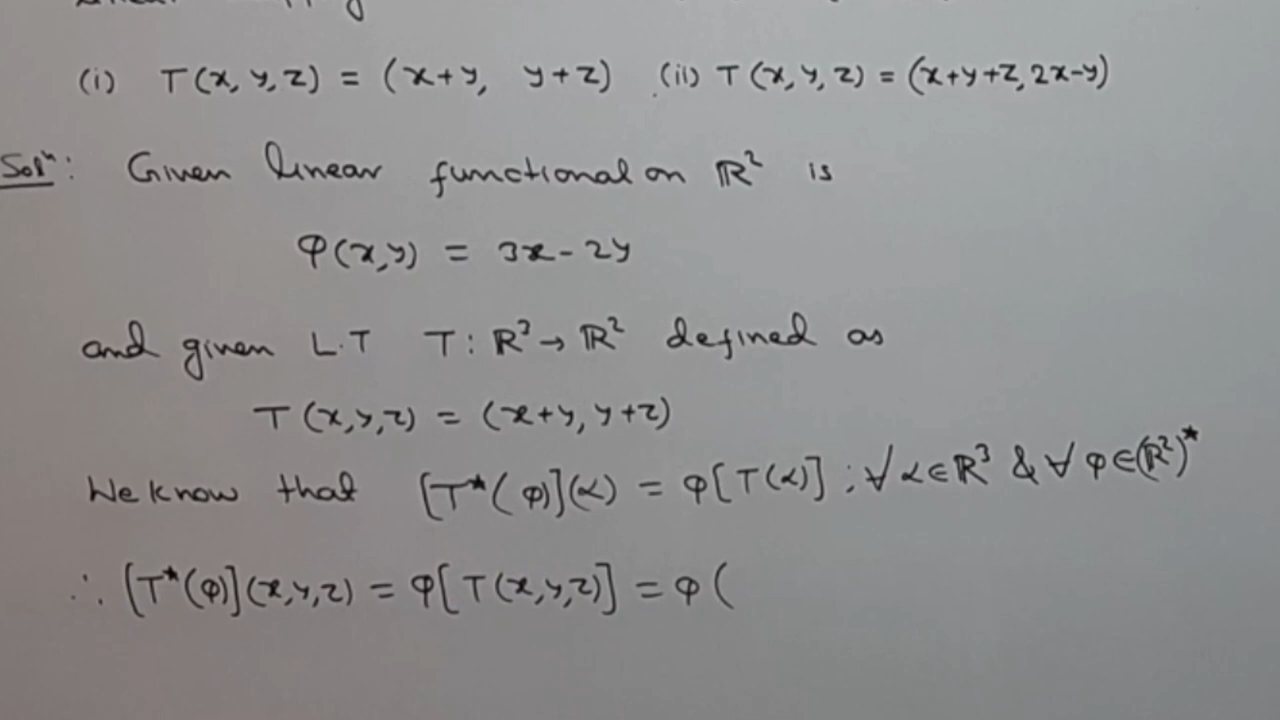 (i) T(x, y, z) = (x+y, y+z) (ii) T(x, y, z) = (x+y+z, 2x-y)
Solⁿ: Given linear functional on ℝ² is
φ(x,y) = 3x - 2y
and given L.T T: ℝ³ → ℝ² defined as
T(x,y,z) = (x+y, y+z)
We know that [T*(φ)](α) = φ[T(α)] ; ∀ α∈ℝ³ & ∀ φ∈(ℝ²)*
∴ [T*(φ)](x,y,z) = φ[T(x,y,z)] = φ(